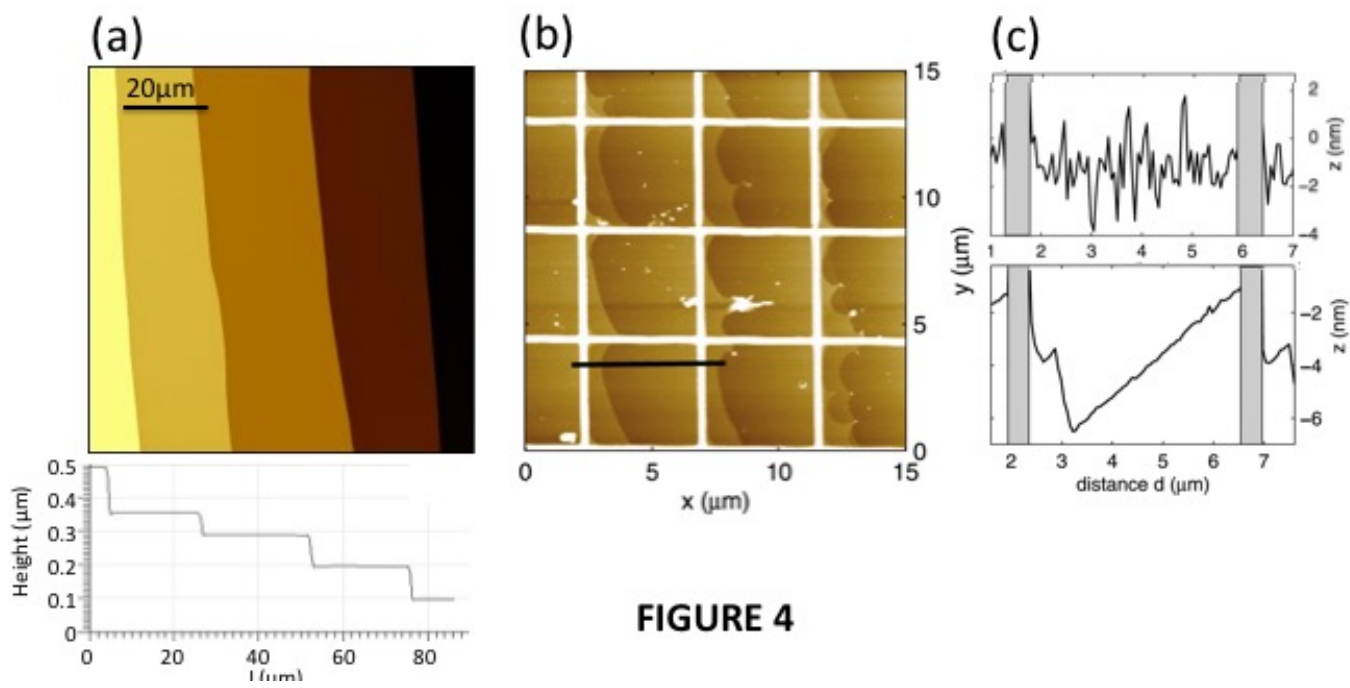 (a)
20μm
0.5
0.4
0.3
0.2
0.1
0
Height (μm)
0 20 40 60 80
l (μm)
(b)
15
10
5
0
y (μm)
0 5 10 15
x (μm)
(c)
2
0
-2
-4
z (nm)
1 2 3 4 5 6 7
-2
-4
-6
z (nm)
2 3 4 5 6 7
distance d (μm)
FIGURE 4